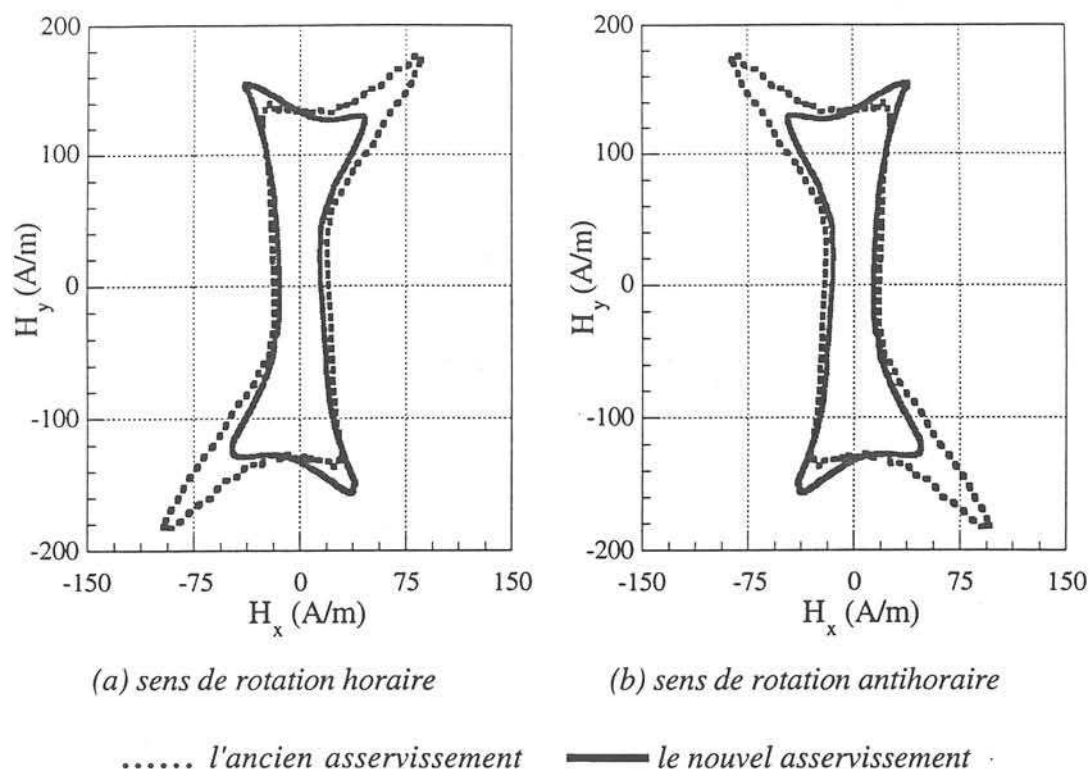 200
100
0
-100
-200
H_y (A/m)
-150 -75 0 75 150
H_x (A/m)
(a) sens de rotation horaire
200
100
0
-100
-200
H_y (A/m)
-150 -75 0 75 150
H_x (A/m)
(b) sens de rotation antihoraire
...... l'ancien asservissement
le nouvel asservissement